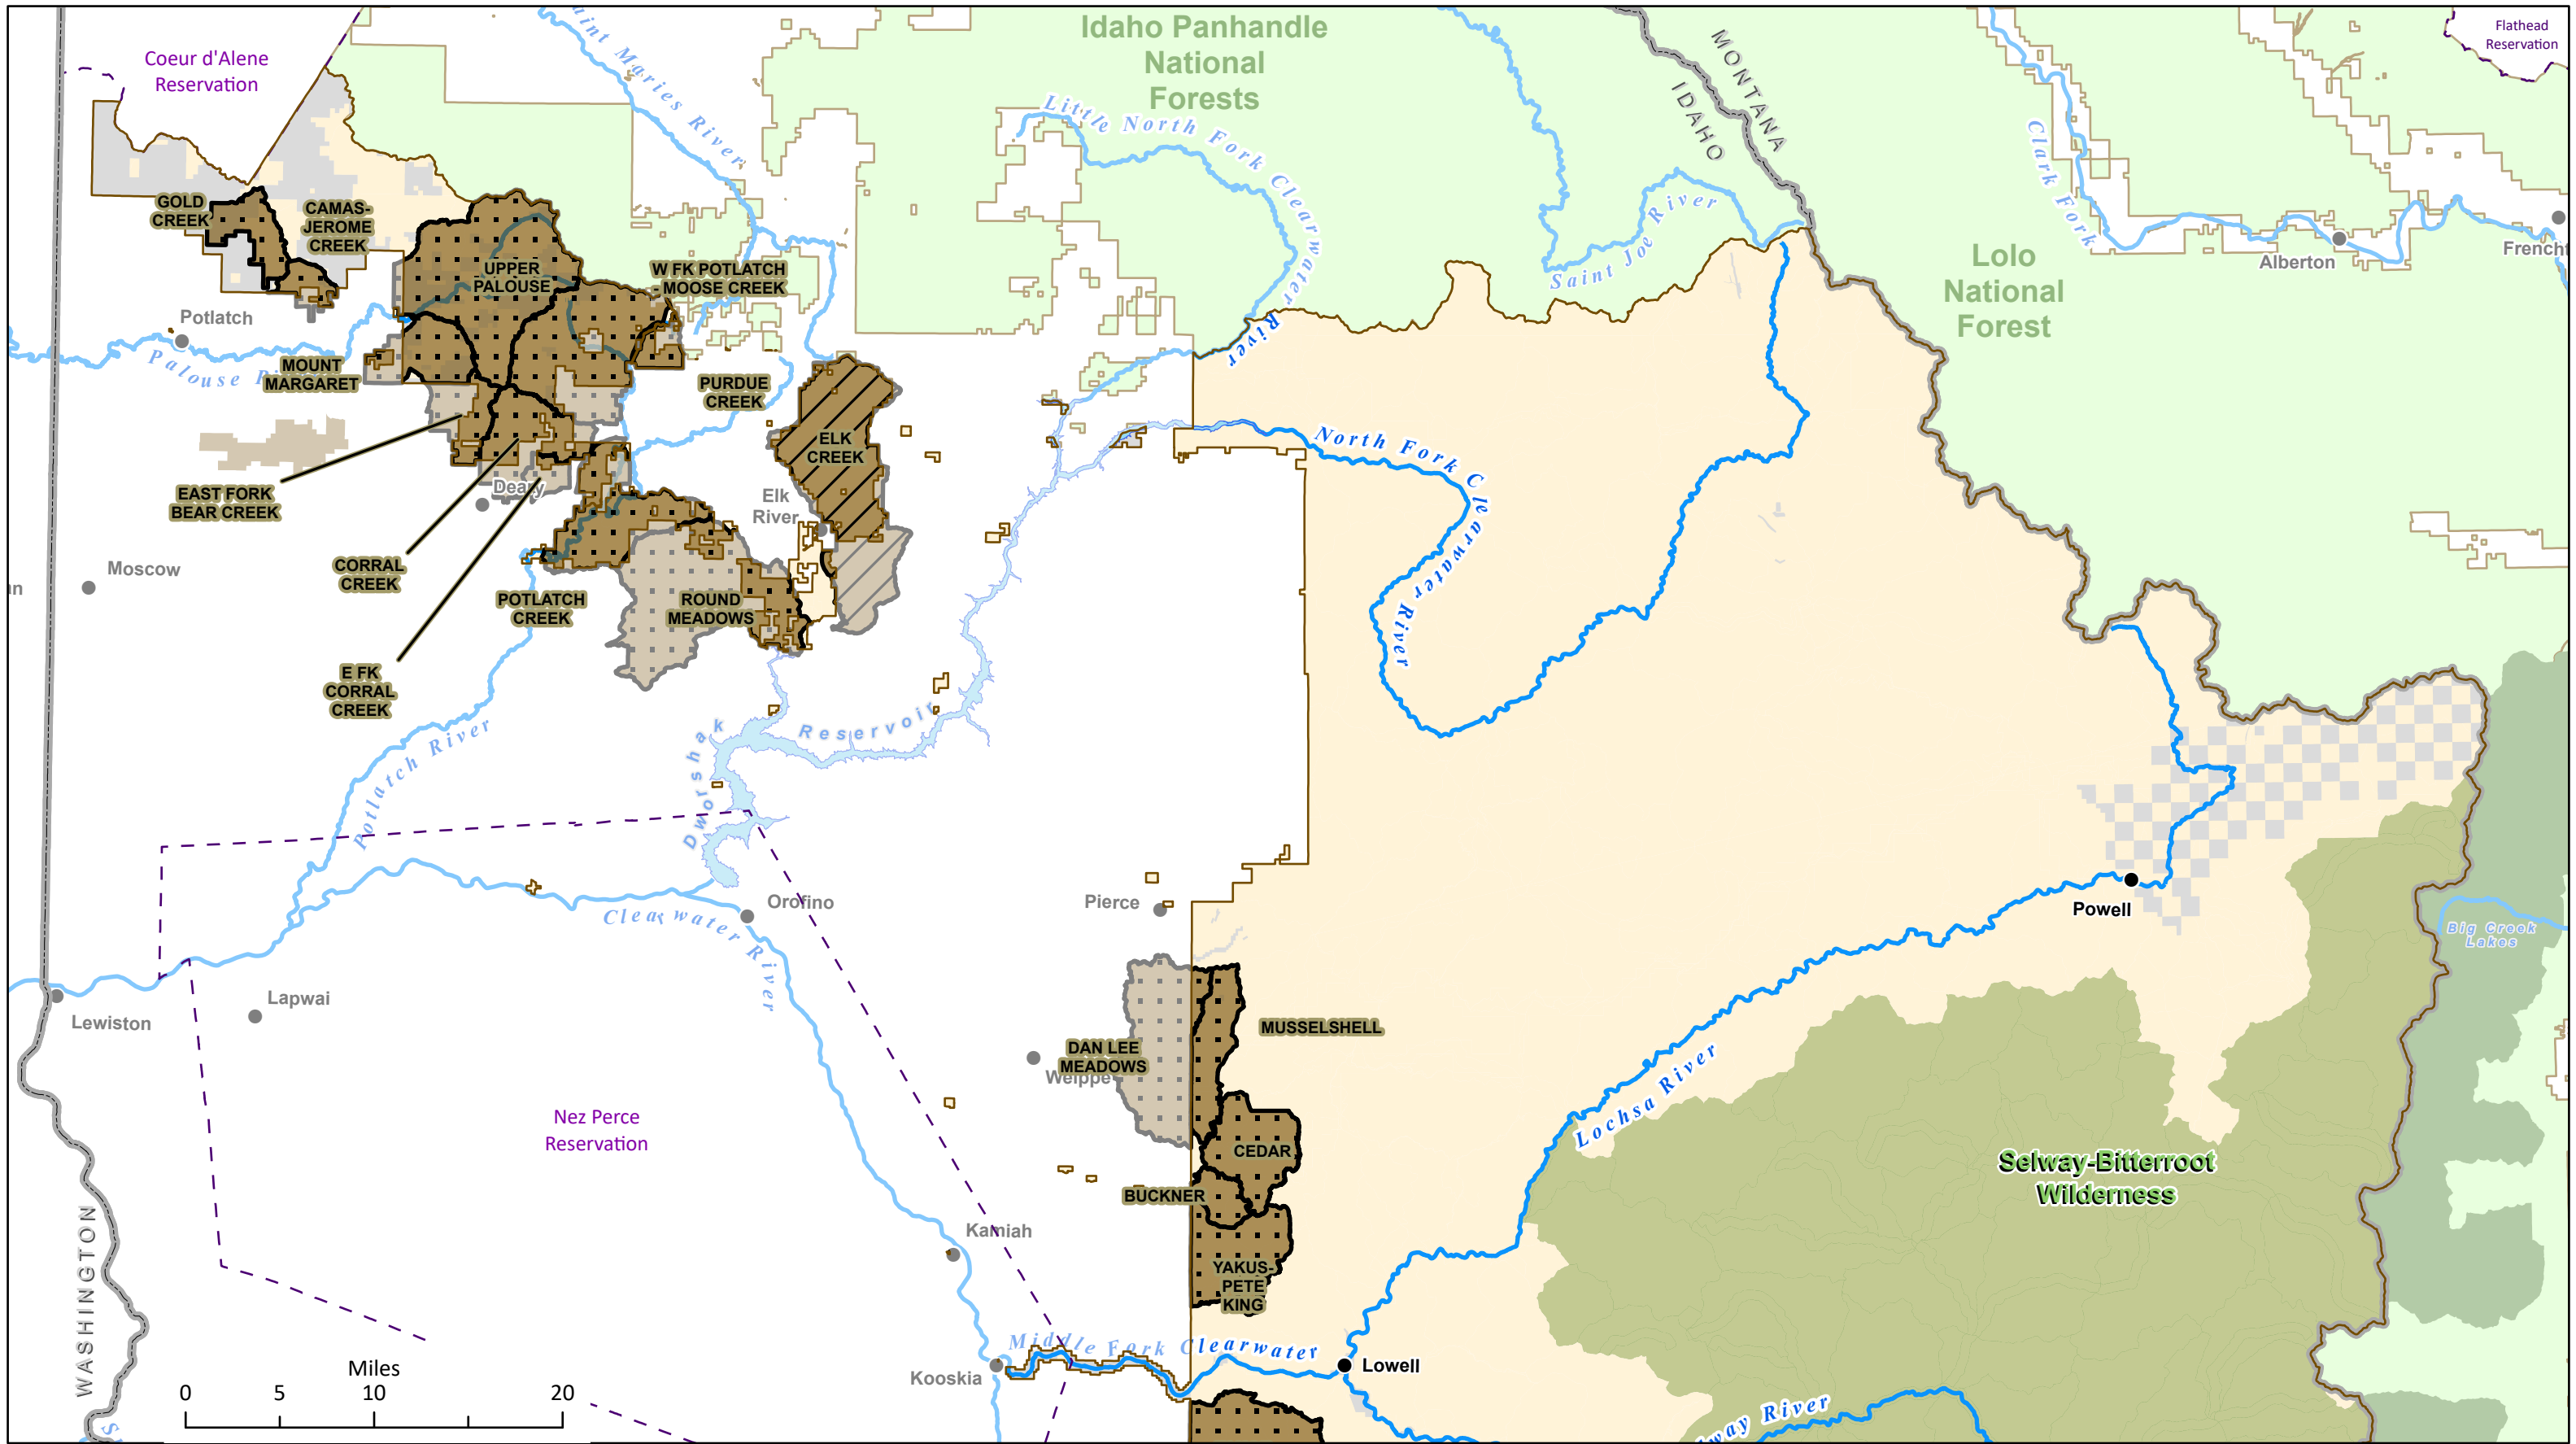 Coeur d'Alene
Reservation
Saint Maries River
Idaho Panhandle
National
Forests
Little North Fork Clearwater River
MONTANA
IDAHO
Flathead
Reservation
Clark Fork
Saint Joe River
Lolo
National
Forest
Alberton
GOLD
CREEK
CAMAS-
JEROME
CREEK
UPPER
PALOUSE
W FK POTLATCH
- MOOSE CREEK
Potlatch
Palouse
MOUNT
MARGARET
PURDUE
CREEK
ELK
CREEK
North Fork Clearwater River
EAST FORK
BEAR CREEK
Deary
Elk
River
Moscow
CORRAL
CREEK
POTLATCH
CREEK
ROUND
MEADOWS
E FK
CORRAL
CREEK
Potlatch River
Dworshak Reservoir
Orofino
Clearwater River
Pierce
Powell
Big Creek
Lakes
Lewiston
Lapwai
MUSSELSHELL
DAN LEE
MEADOWS
Weippe
Lochsa River
Nez Perce
Reservation
CEDAR
BUCKNER
Selway-Bitterroot
Wilderness
WASHINGTON
Kamiah
YAKUS-
PETE
KING
Middle Fork Clearwater
Kooskia
Lowell
Miles
0 5 10 20
way River